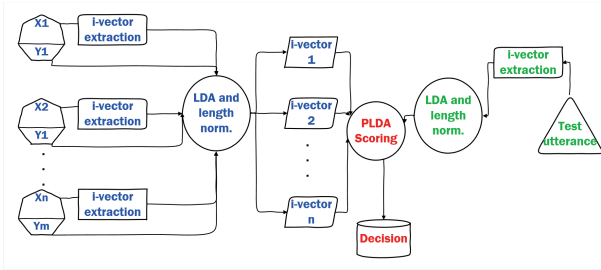 X1
Y1
i-vector
extraction
X2
Y1
i-vector
extraction
Xn
Ym
i-vector
extraction
LDA and
length
norm.
i-vector
1
i-vector
2
i-vector
n
PLDA
Scoring
Decision
LDA and
length
norm.
i-vector
extraction
Test
utterance